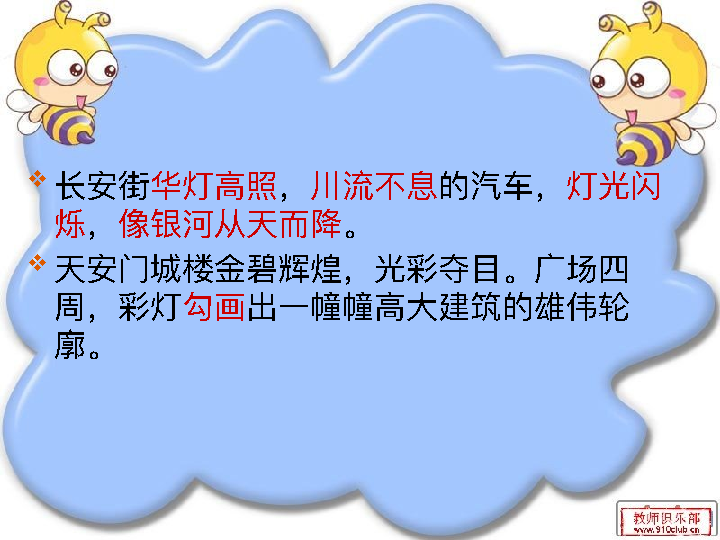 长安街华灯高照，川流不息的汽车，灯光闪
烁，像银河从天而降。
天安门城楼金碧辉煌，光彩夺目。广场四
周，彩灯勾画出一幢幢高大建筑的雄伟轮
廓。
教师俱乐部
www.910club.cn